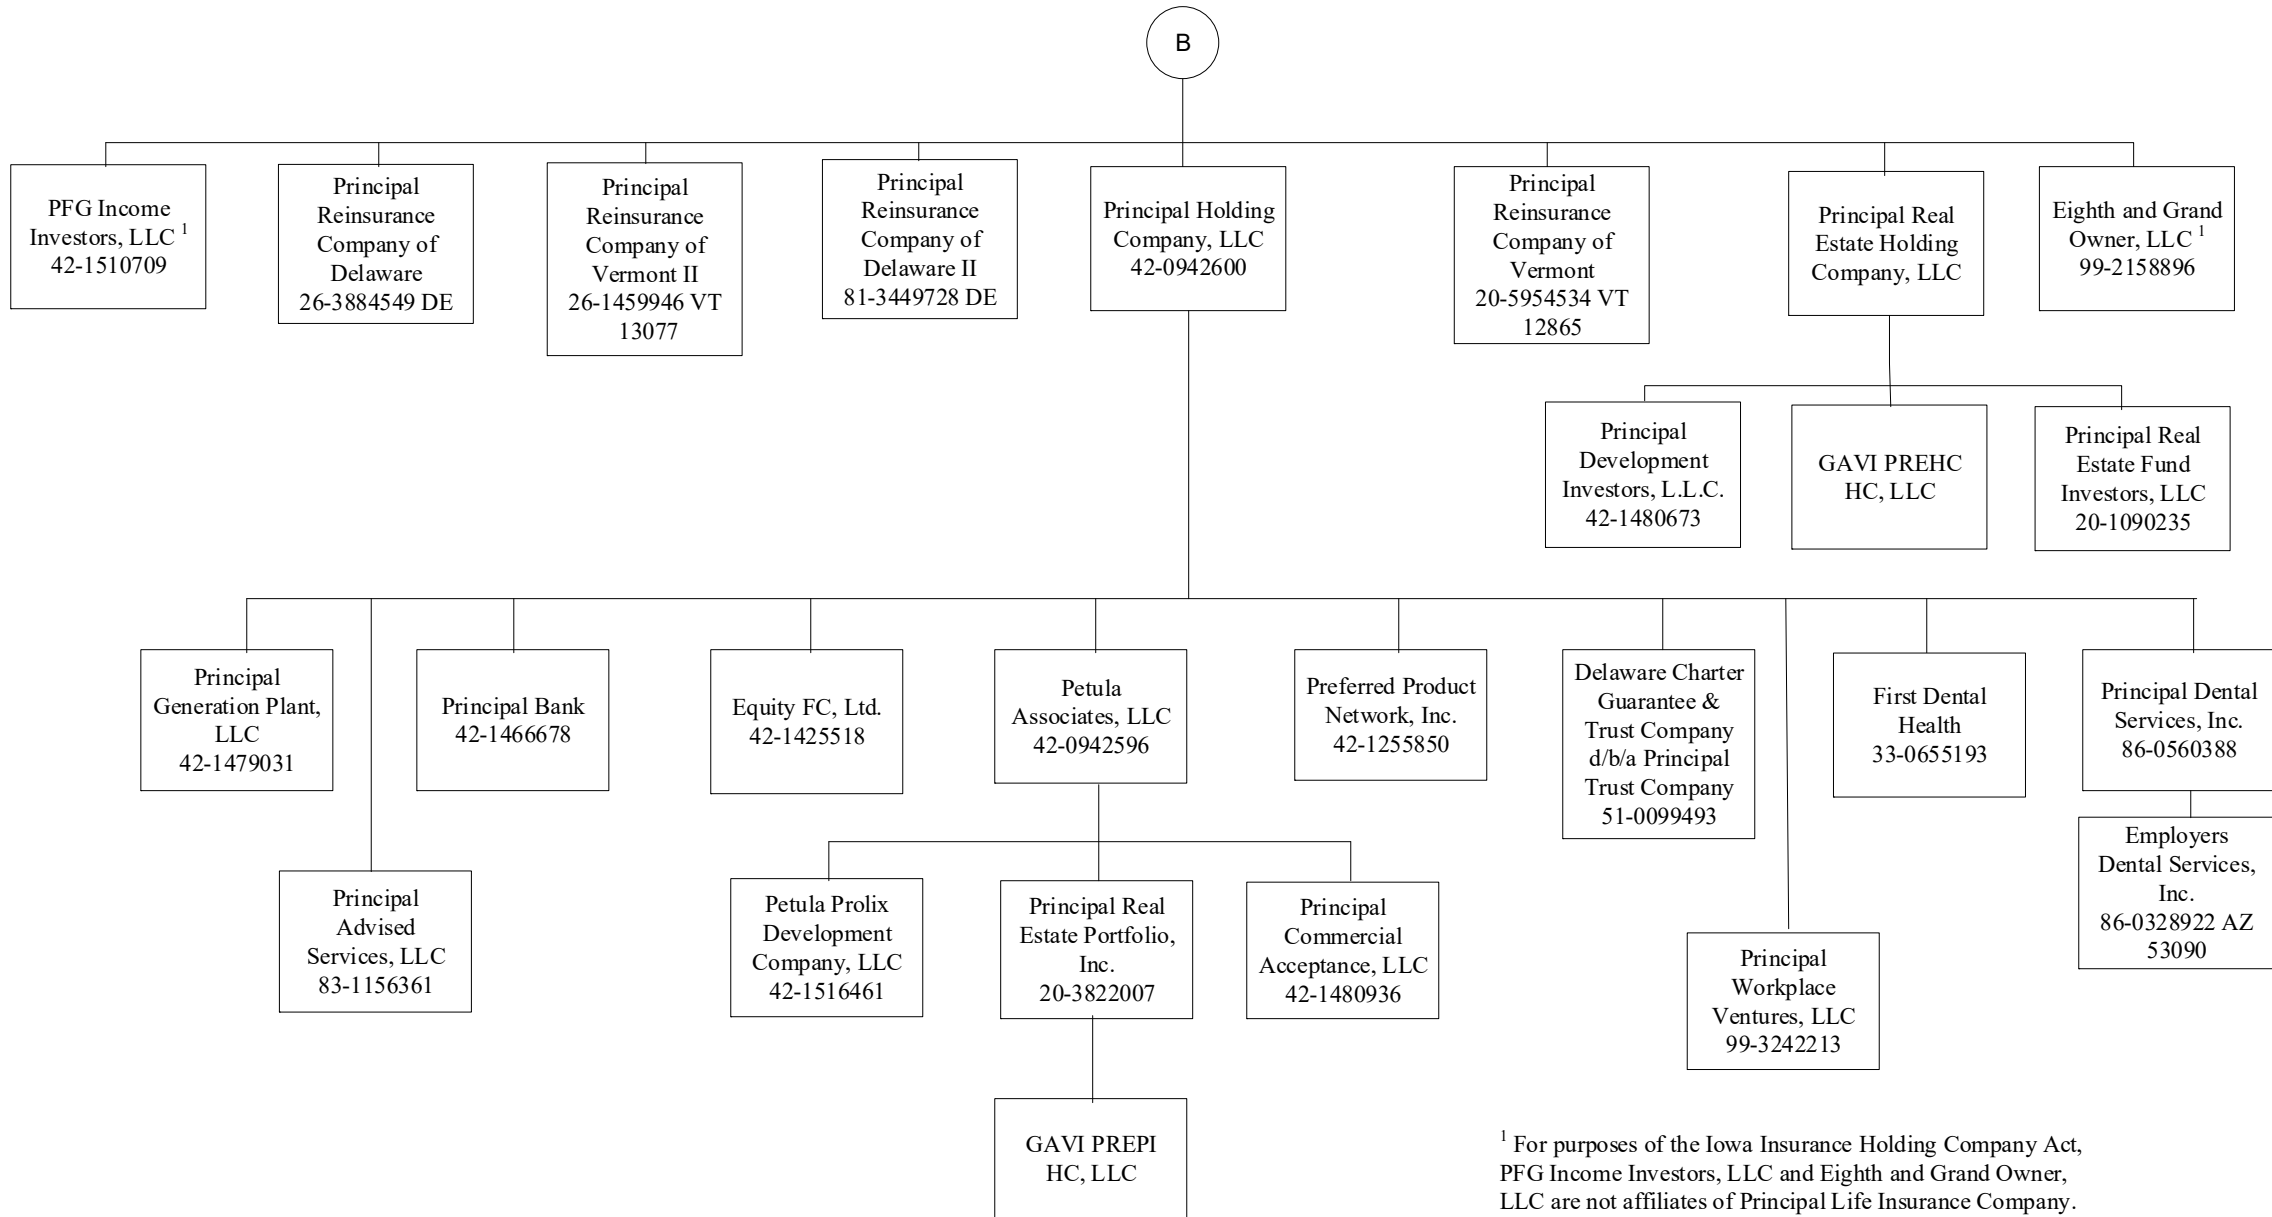 B
PFG Income
Investors, LLC 1
42-1510709
Principal
Reinsurance
Company of
Delaware
26-3884549 DE
Principal
Reinsurance
Company of
Vermont II
26-1459946 VT
13077
Principal
Reinsurance
Company of
Delaware II
81-3449728 DE
Principal Holding
Company, LLC
42-0942600
Principal
Reinsurance
Company of
Vermont
20-5954534 VT
12865
Principal Real
Estate Holding
Company, LLC
Eighth and Grand
Owner, LLC 1
99-2158896
Principal
Development
Investors, L.L.C.
42-1480673
GAVI PREHC
HC, LLC
Principal Real
Estate Fund
Investors, LLC
20-1090235
Principal
Generation Plant,
LLC
42-1479031
Principal Bank
42-1466678
Equity FC, Ltd.
42-1425518
Petula
Associates, LLC
42-0942596
Preferred Product
Network, Inc.
42-1255850
Delaware Charter
Guarantee &
Trust Company
d/b/a Principal
Trust Company
51-0099493
First Dental
Health
33-0655193
Principal Dental
Services, Inc.
86-0560388
Employers
Dental Services,
Inc.
86-0328922 AZ
53090
Principal
Advised
Services, LLC
83-1156361
Petula Prolix
Development
Company, LLC
42-1516461
Principal Real
Estate Portfolio,
Inc.
20-3822007
Principal
Commercial
Acceptance, LLC
42-1480936
Principal
Workplace
Ventures, LLC
99-3242213
GAVI PREPI
HC, LLC
1 For purposes of the Iowa Insurance Holding Company Act,
PFG Income Investors, LLC and Eighth and Grand Owner,
LLC are not affiliates of Principal Life Insurance Company.